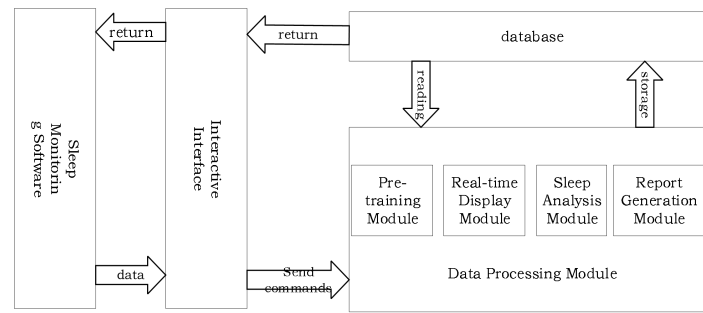 return
return
database
reading
storage
Sleep
Monitorin
g Software
Interactive
Interface
Pre-
training
Module
Real-time
Display
Module
Sleep
Analysis
Module
Report
Generation
Module
data
Send
commands
Data Processing Module